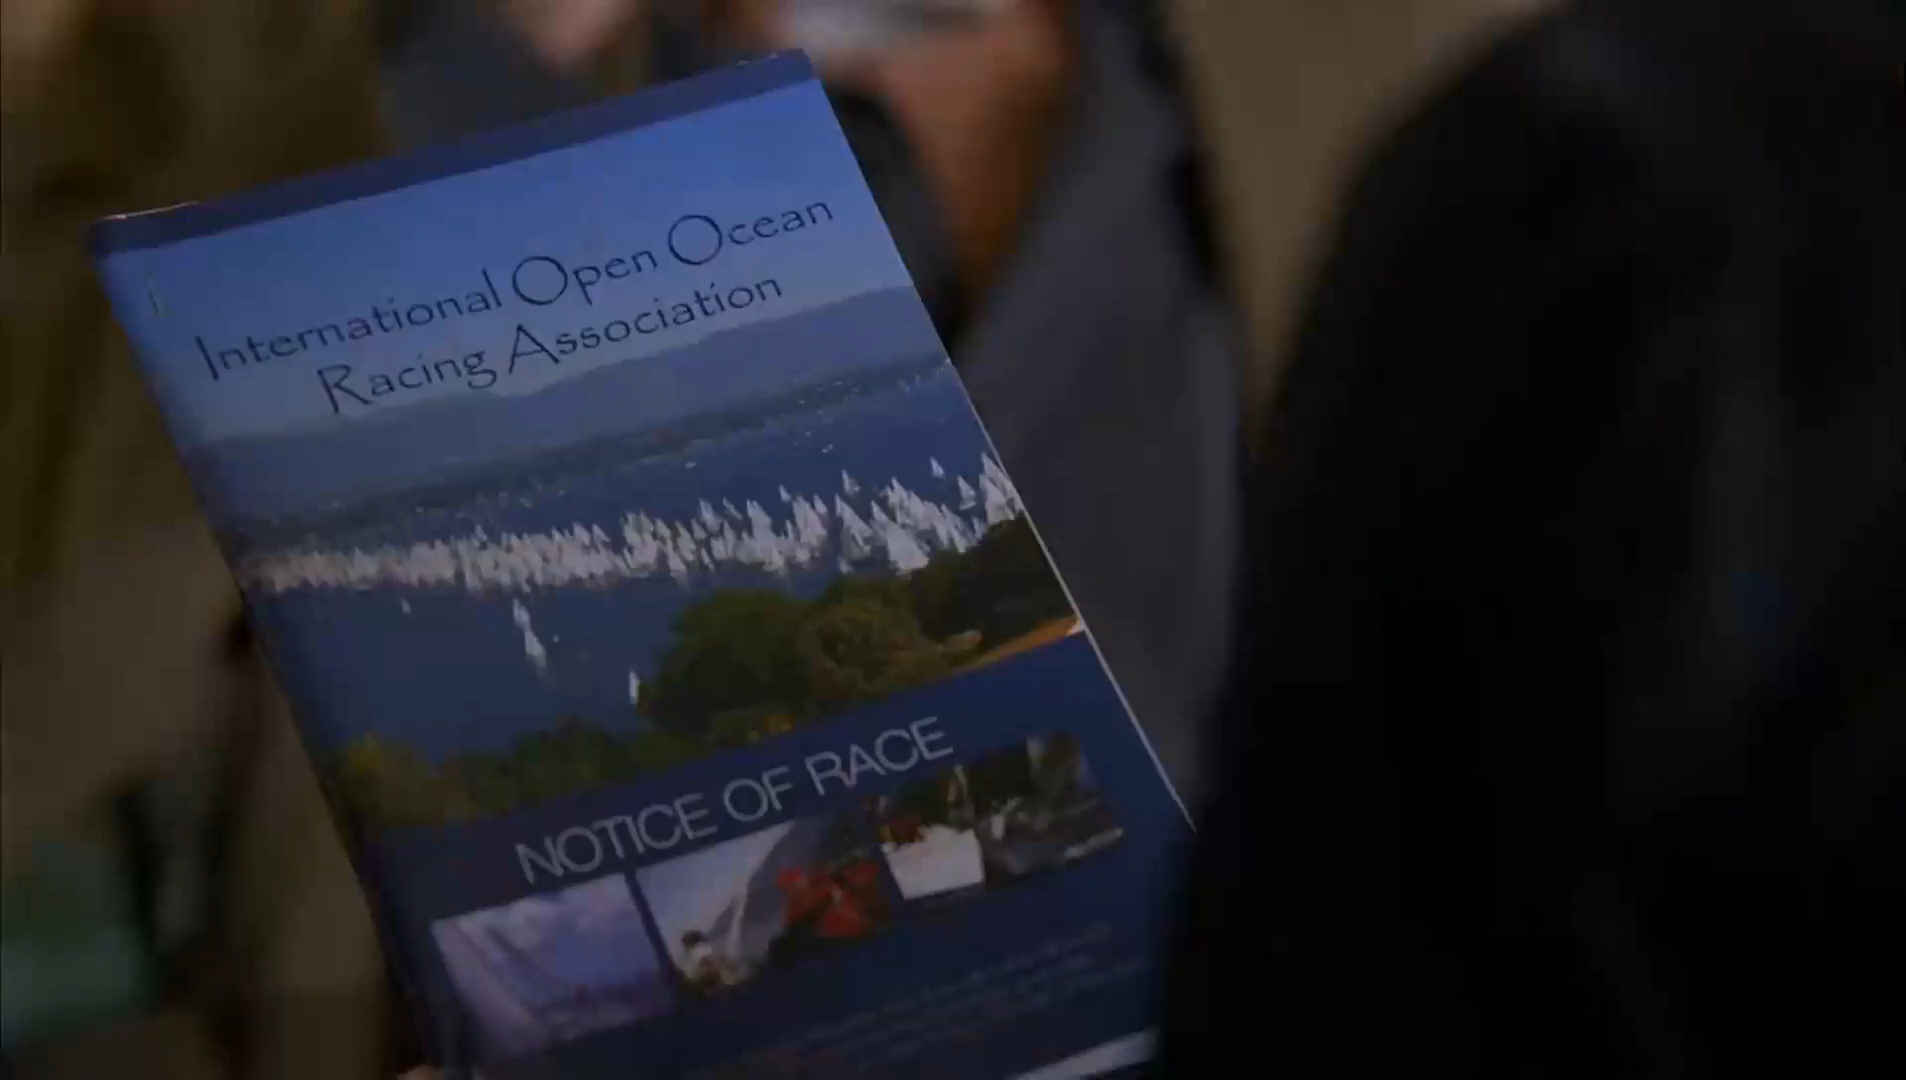 International Open Ocean
Racing Association
NOTICE OF RACE